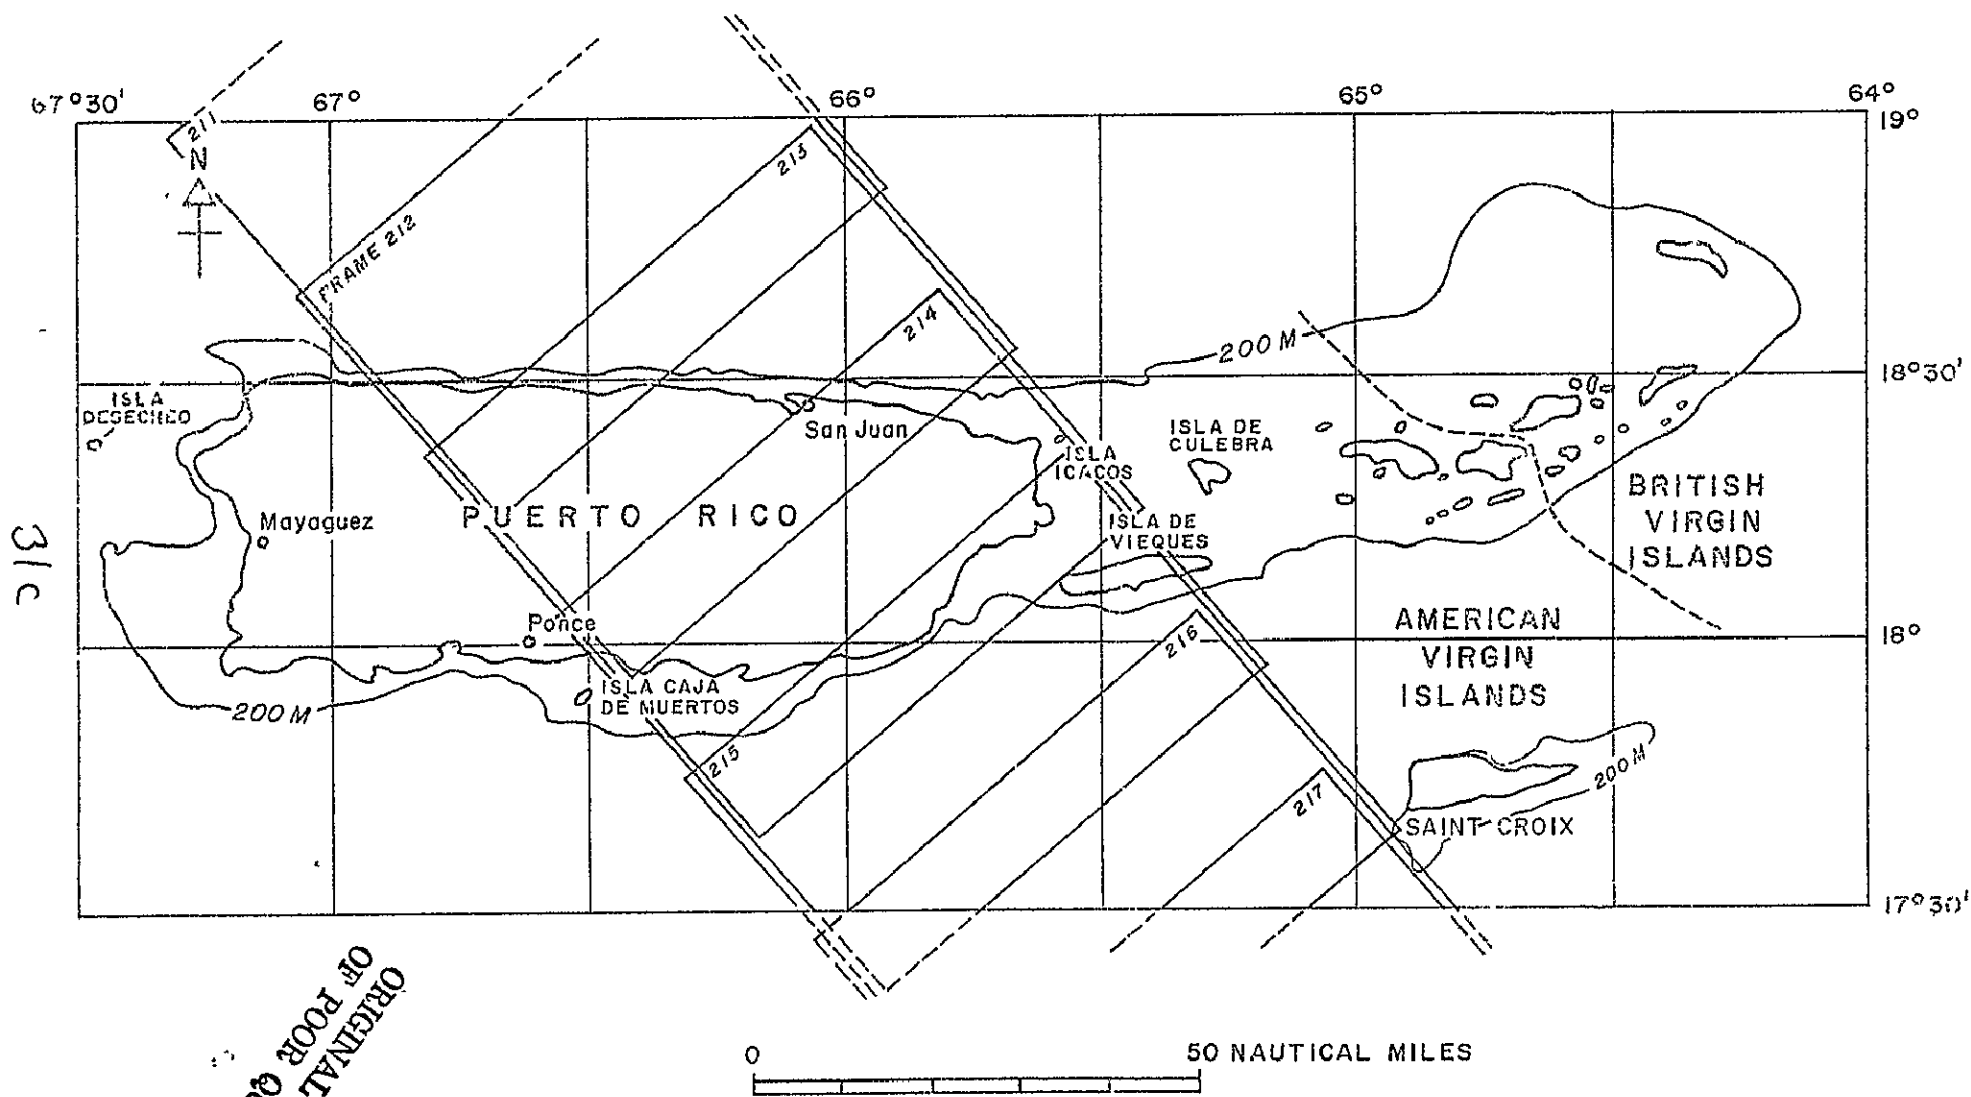 67°30'
67°
66°
65°
64°
19°
211
N
213
FRAME 212
214
200 M
18°30'
ISLA
DESECHEO
San Juan
ISLA DE
CULEBRA
ISLA
ICACOS
BRITISH
VIRGIN
ISLANDS
Mayaguez
PUERTO RICO
ISLA DE
VIEQUES
31c
Ponce
AMERICAN
VIRGIN
ISLANDS
216
18°
ISLA CAJA
DE MUERTOS
200 M
215
217
200 M
SAINT CROIX
17°30'
ORIGINAL
OF POOR
0
50 NAUTICAL MILES